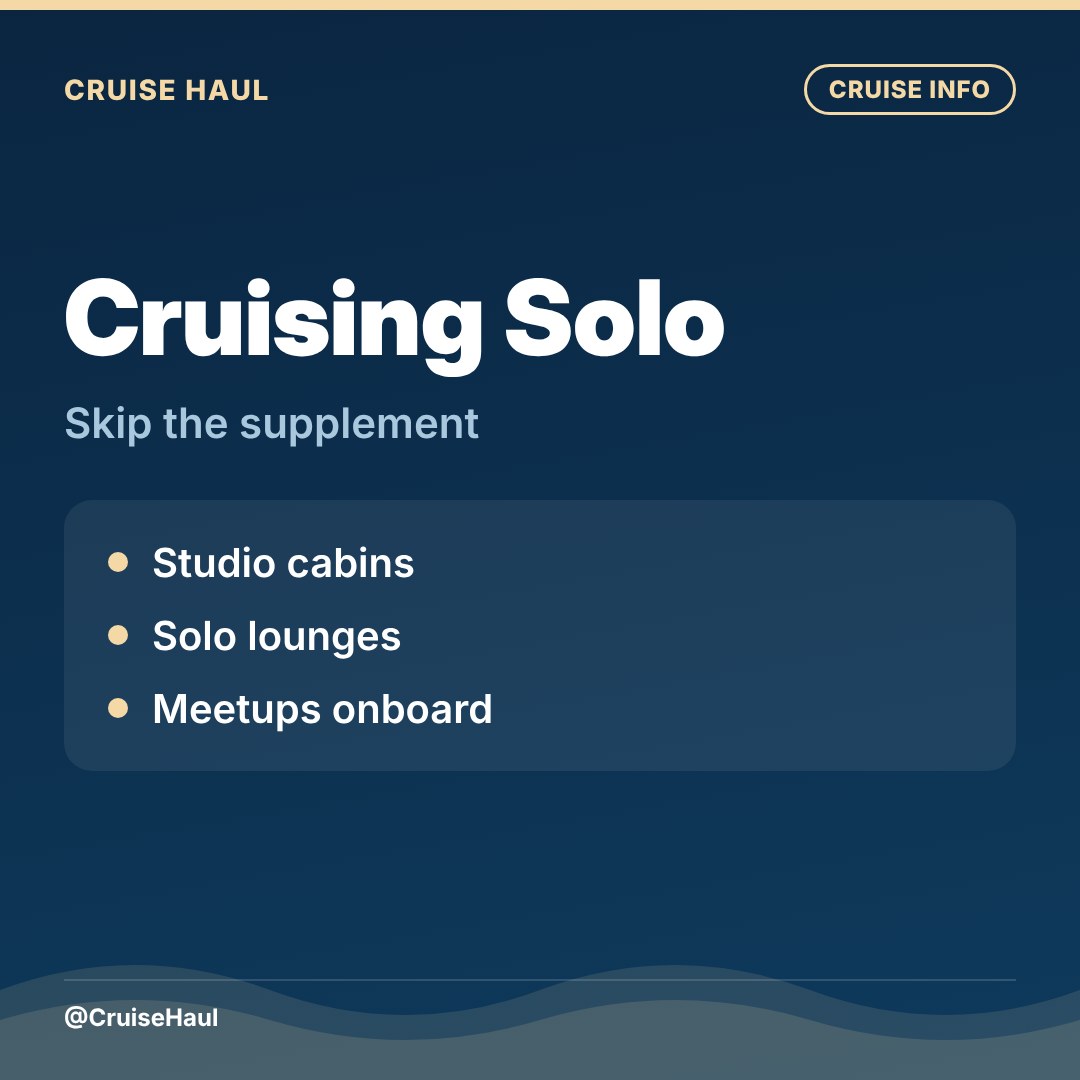 CRUISE HAUL
CRUISE INFO
Cruising Solo
Skip the supplement
Studio cabins
Solo lounges
Meetups onboard
@CruiseHaul